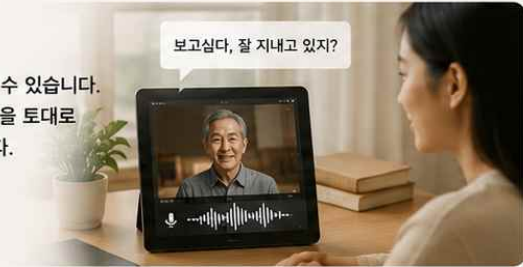 보고심다, 잘 지내고 있지?
수 있습니다.
을 토대로
다.